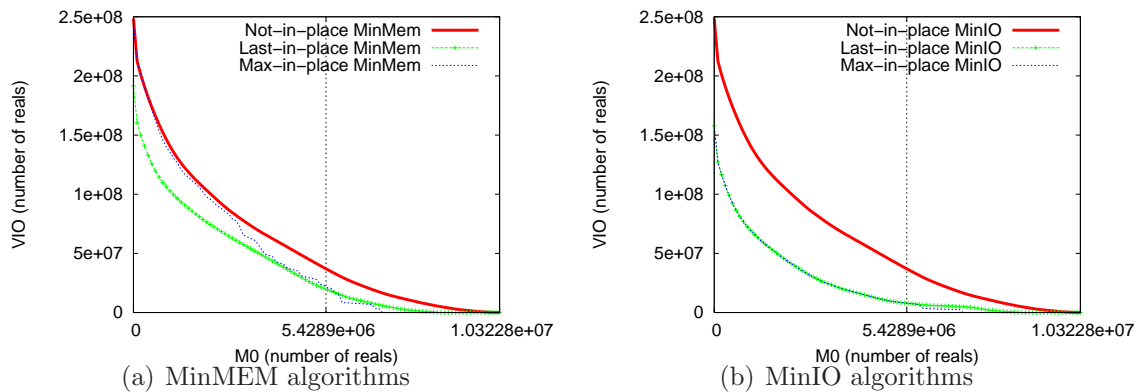 2.5e+08
2e+08
1.5e+08
1e+08
5e+07
0
VIO (number of reals)
Not-in-place MinMem
Last-in-place MinMem
Max-in-place MinMem
0
5.4289e+06
1.03228e+07
M0 (number of reals)
(a) MinMEM algorithms
2.5e+08
2e+08
1.5e+08
1e+08
5e+07
0
VIO (number of reals)
Not-in-place MinIO
Last-in-place MinIO
Max-in-place MinIO
0
5.4289e+06
1.03228e+07
M0 (number of reals)
(b) MinIO algorithms